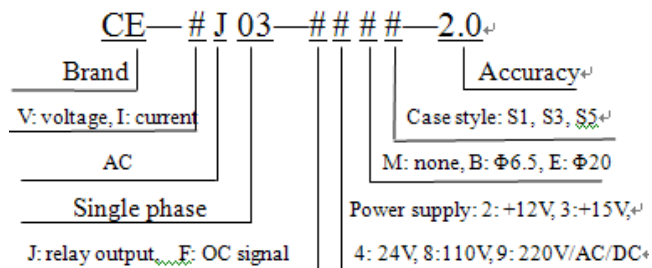 CE— # J 03— # # # # —2.0
Brand
Accuracy
V: voltage, I: current
Case style: S1, S3, S5
AC
M: none, B: Φ6.5, E: Φ20
Single phase
Power supply: 2: +12V, 3:+15V,
J: relay output, F: OC signal
4: 24V, 8:110V, 9: 220V/AC/DC